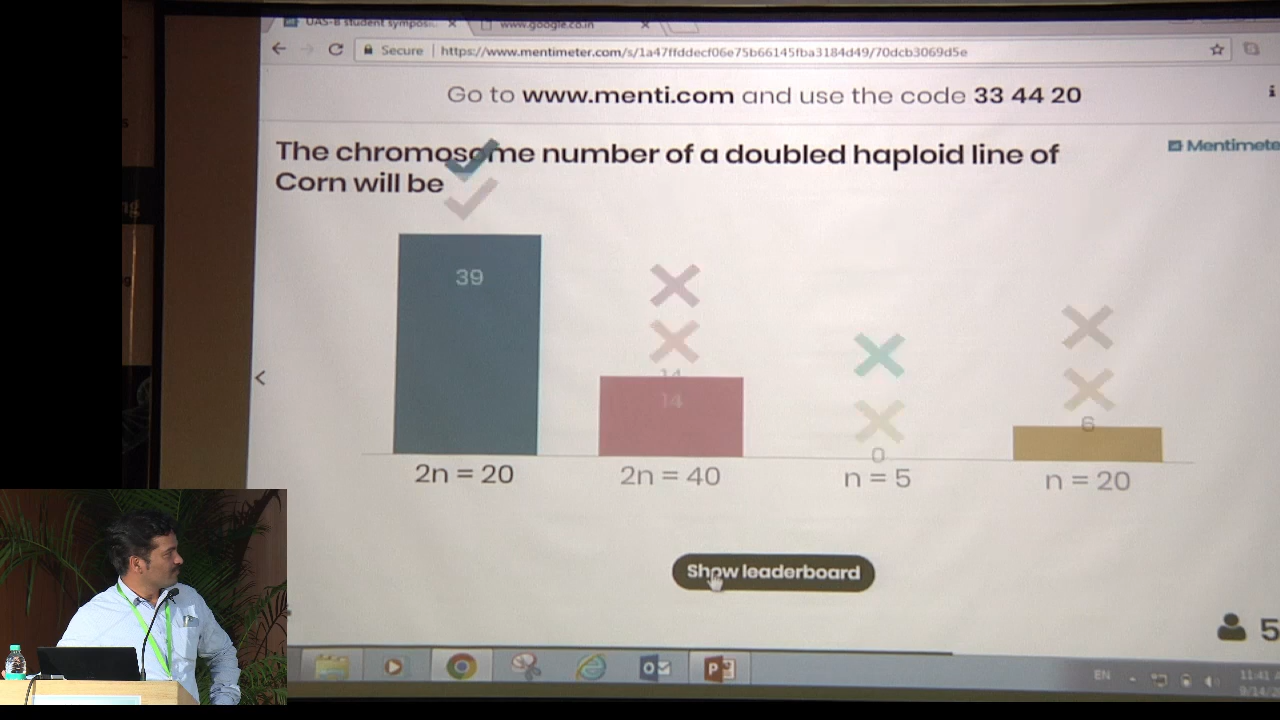 UAS-B student symposi...
www.google.co.in
Secure
https://www.mentimeter.com/s/1a47ffddecf06e75b66145fba3184d49/70dcb3069d5e
Go to www.menti.com and use the code 33 44 20
i
The chromosome number of a doubled haploid line of
Corn will be
Mentimete
39
14
14
0
6
2n = 20
2n = 40
n = 5
n = 20
Show leaderboard
5
EN
11:41
9/14/2